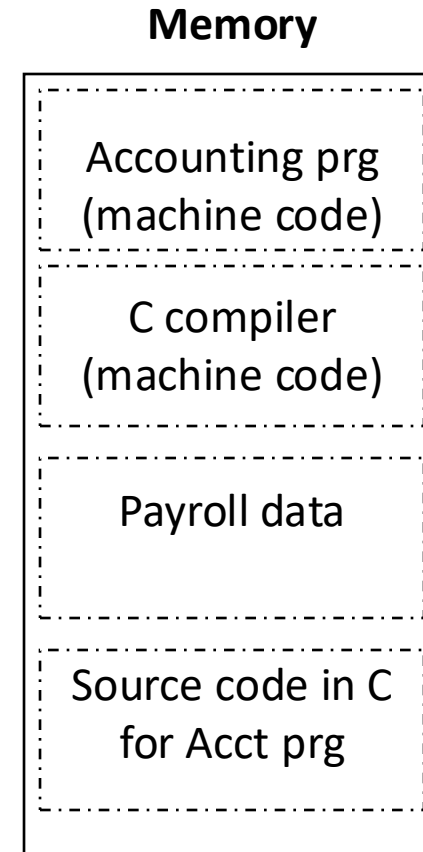 Memory
Accounting prg
(machine code)
C compiler
(machine code)
Payroll data
Source code in C
for Acct prg